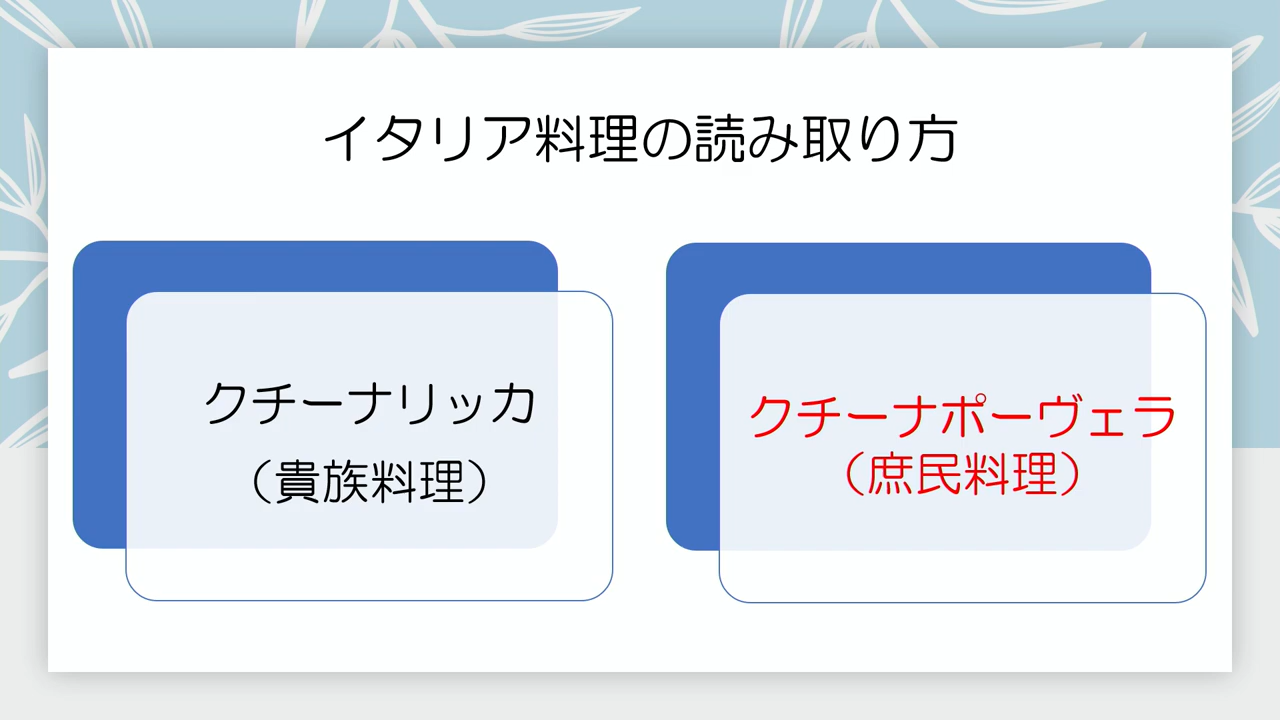 イタリア料理の読み取り方
クチーナリッカ
（貴族料理）
クチーナポーヴェラ
（庶民料理）